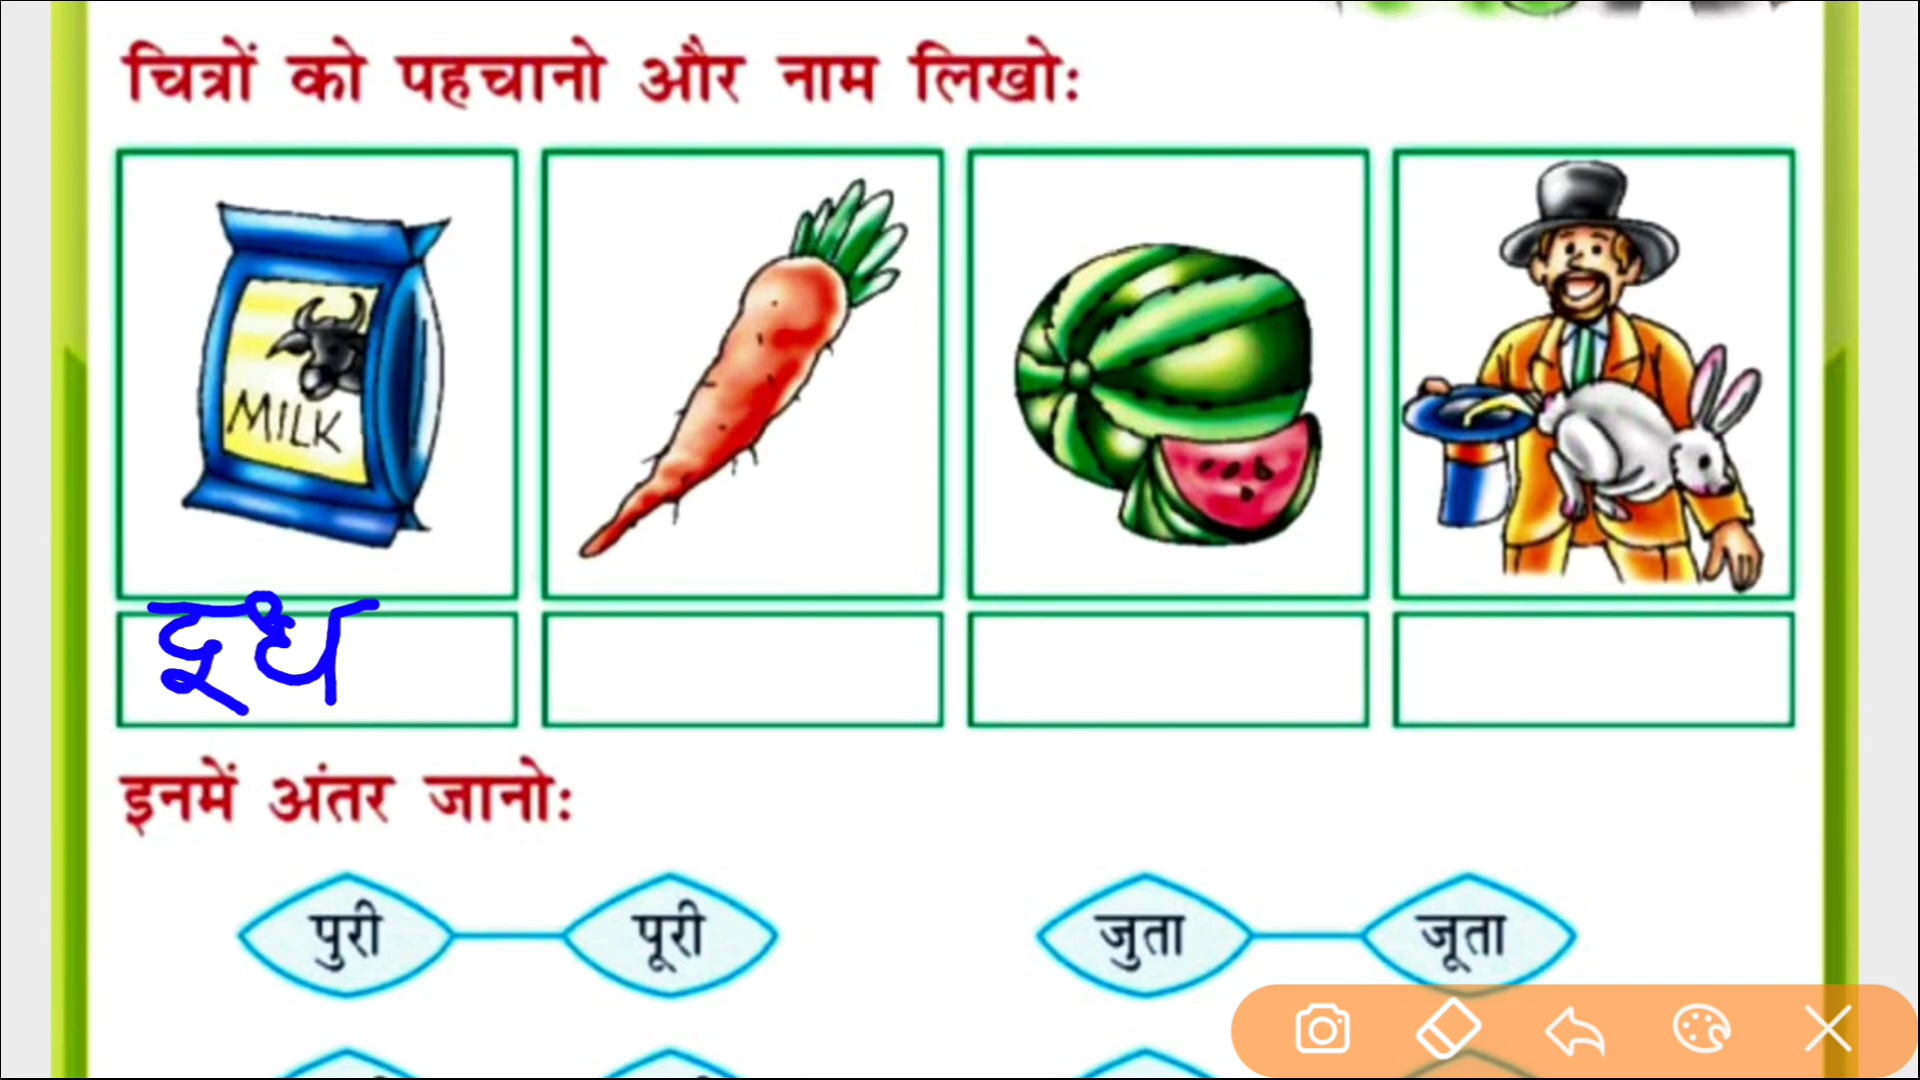 चित्रों को पहचानो और नाम लिखोः
MILK
दूध
इनमें अंतर जानोः
पुरी पूरी जुता जूता